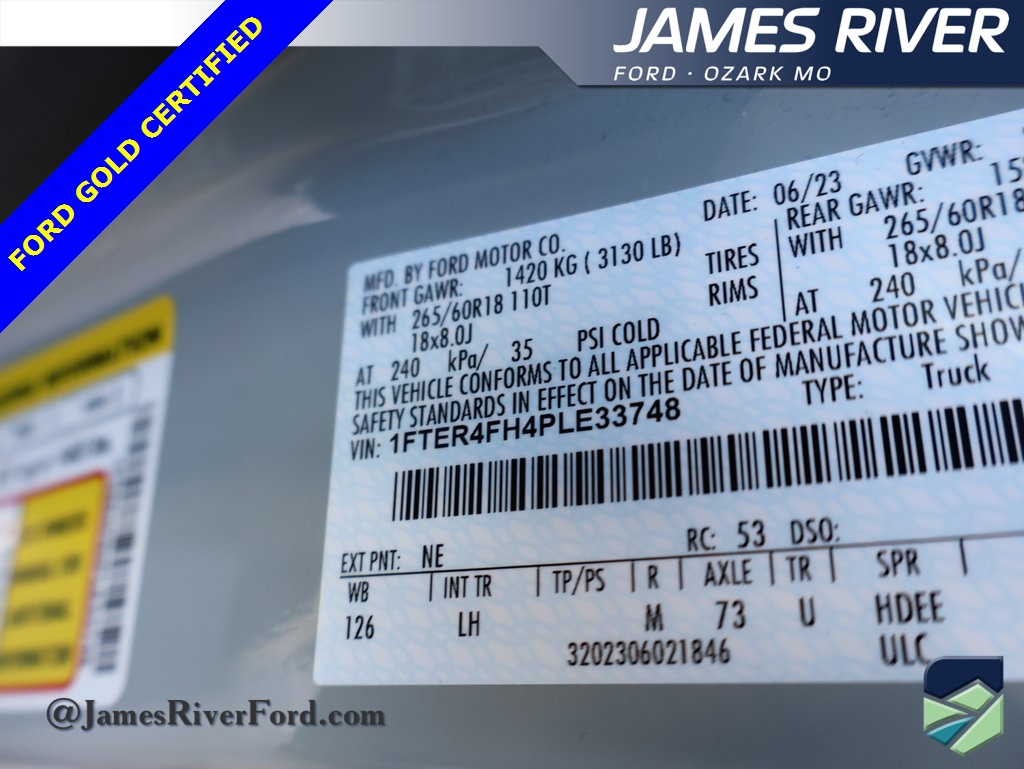 FORD GOLD CERTIFIED
JAMES RIVER
FORD · OZARK MO
MFD. BY FORD MOTOR CO.
DATE: 06/23
GVWR:
FRONT GAWR: 1420 KG ( 3130 LB)
REAR GAWR:
WITH 265/60R18 110T TIRES
WITH 265/60R18
18x8.0J RIMS
18x8.0J
AT 240 kPa/ 35 PSI COLD
AT 240 kPa/
THIS VEHICLE CONFORMS TO ALL APPLICABLE FEDERAL MOTOR
SAFETY STANDARDS IN EFFECT ON THE DATE OF MANUFACTURE
VIN: 1FTER4FH4PLE33748
TYPE: Truck
EXT PNT: NE RC: 53 DSO:
WB INT TR TP/PS R AXLE TR SPR
126 LH M 73 U HDEE
3202306021846 ULC
@JamesRiverFord.com